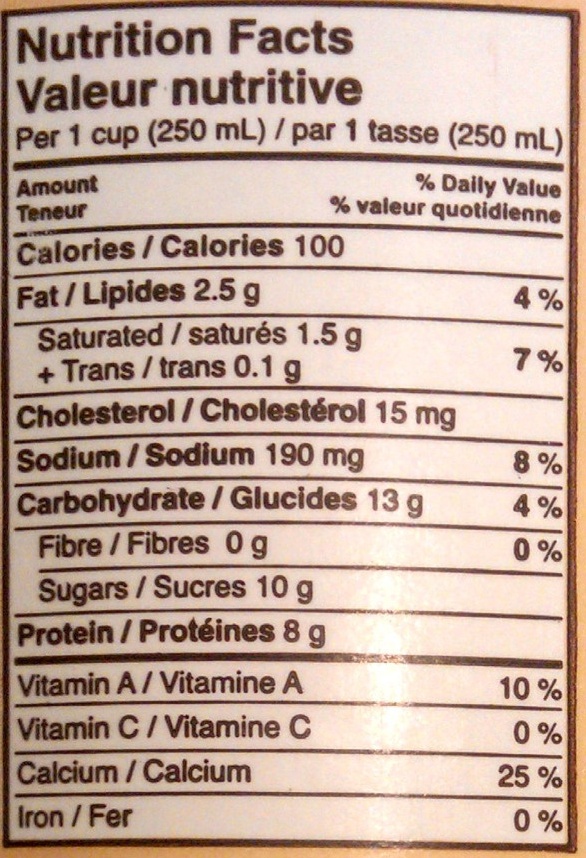 Nutrition Facts
Valeur nutritive
Per 1 cup (250 mL) / par 1 tasse (250 mL)
Amount % Daily Value
Teneur % valeur quotidienne
Calories / Calories 100
Fat / Lipides 2.5 g 4 %
Saturated / saturés 1.5 g
+ Trans / trans 0.1 g 7 %
Cholesterol / Cholestérol 15 mg
Sodium / Sodium 190 mg 8 %
Carbohydrate / Glucides 13 g 4 %
Fibre / Fibres 0 g 0 %
Sugars / Sucres 10 g
Protein / Protéines 8 g
Vitamin A / Vitamine A 10 %
Vitamin C / Vitamine C 0 %
Calcium / Calcium 25 %
Iron / Fer 0 %